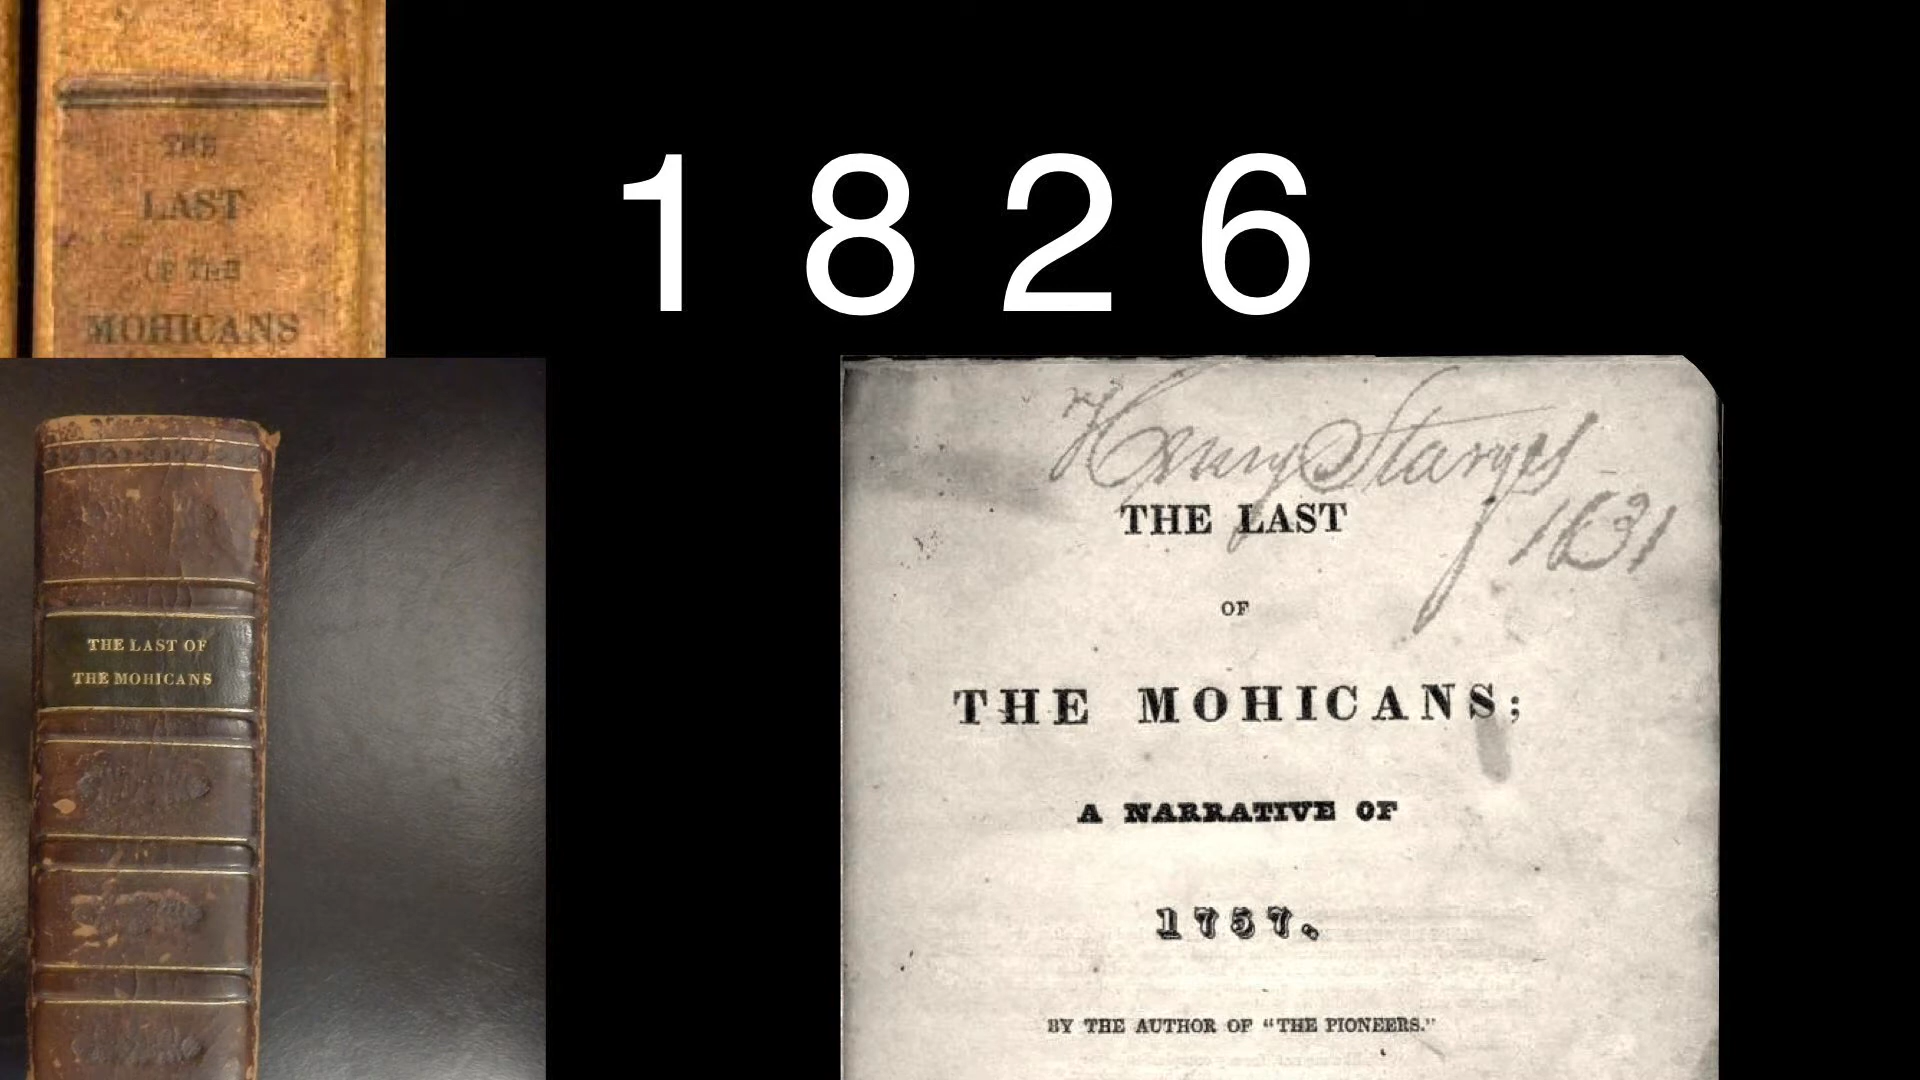 THE
LAST
OF THE
MOHICANS
1826
THE LAST OF
THE MOHICANS
Henry Starges
1831
THE LAST
OF
THE MOHICANS;
A NARRATIVE OF
1757.
BY THE AUTHOR OF "THE PIONEERS."